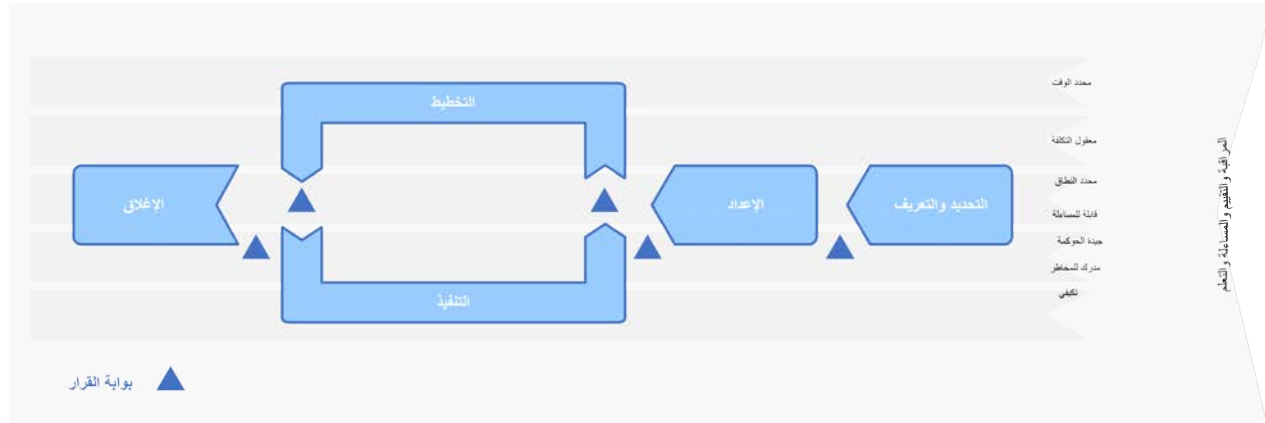 محدد الوقت
التخطيط
معقول التكلفة
محدد النطاق
التحديد والتعريف
الإعداد
الإغلاق
قابلة للمساءلة
جيدة الحوكمة
مدرك للمخاطر
تكيفي
التنفيذ
المراقبة والتقييم والمساءلة والتعلم
بوابة القرار